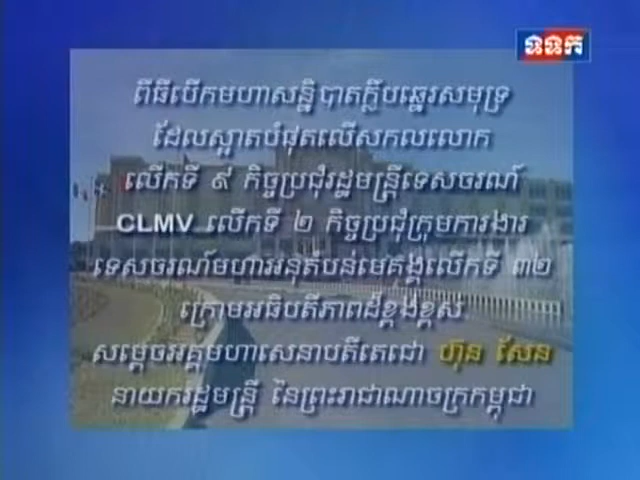 ទទក
ពីធីបើកមហាសន្និបាតក្លឹបឆ្នេរសមុទ្រ
ដែលស្អាតបំផុតលើសកលលោក
លើកទី ៩ កិច្ចប្រជុំរដ្ឋមន្ត្រីទេសចរណ៍
CLMV លើកទី ២ កិច្ចប្រជុំក្រុមការងារ
ទេសចរណ៍មហាអនុតំបន់មេគង្គលើកទី ៣២
ក្រោមអធិបតីភាពដ៏ខ្ពង់ខ្ពស់
សម្ដេចអគ្គមហាសេនាបតីតេជោ ហ៊ុន សែន
នាយករដ្ឋមន្ត្រី នៃព្រះរាជាណាចក្រកម្ពុជា